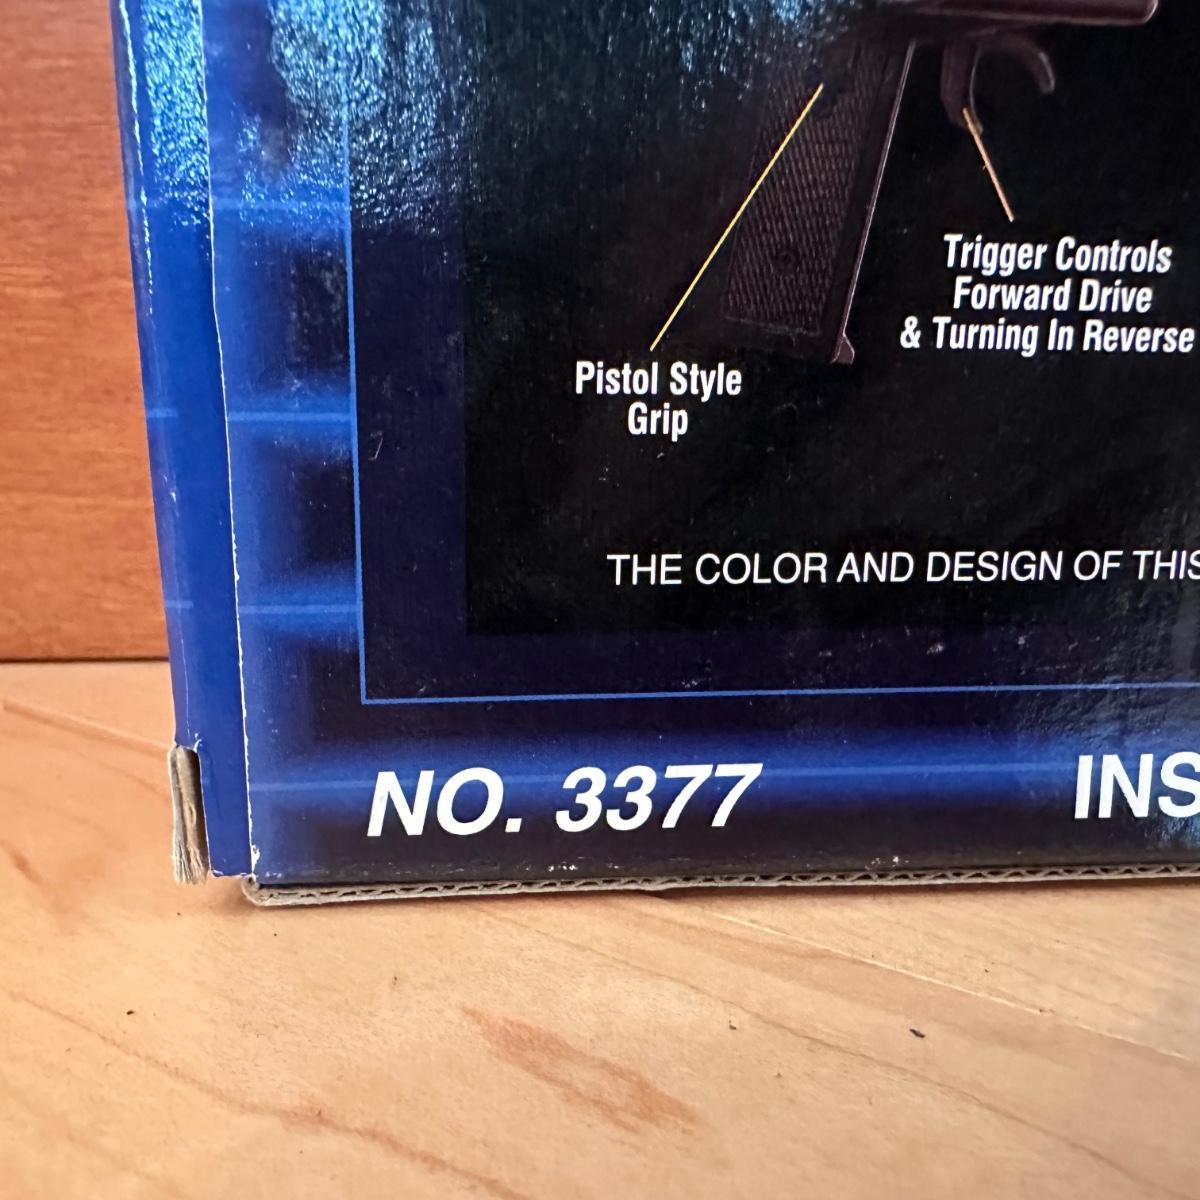 Trigger Controls
Forward Drive
& Turning In Reverse
Pistol Style
Grip
THE COLOR AND DESIGN OF THIS
NO. 3377 INS